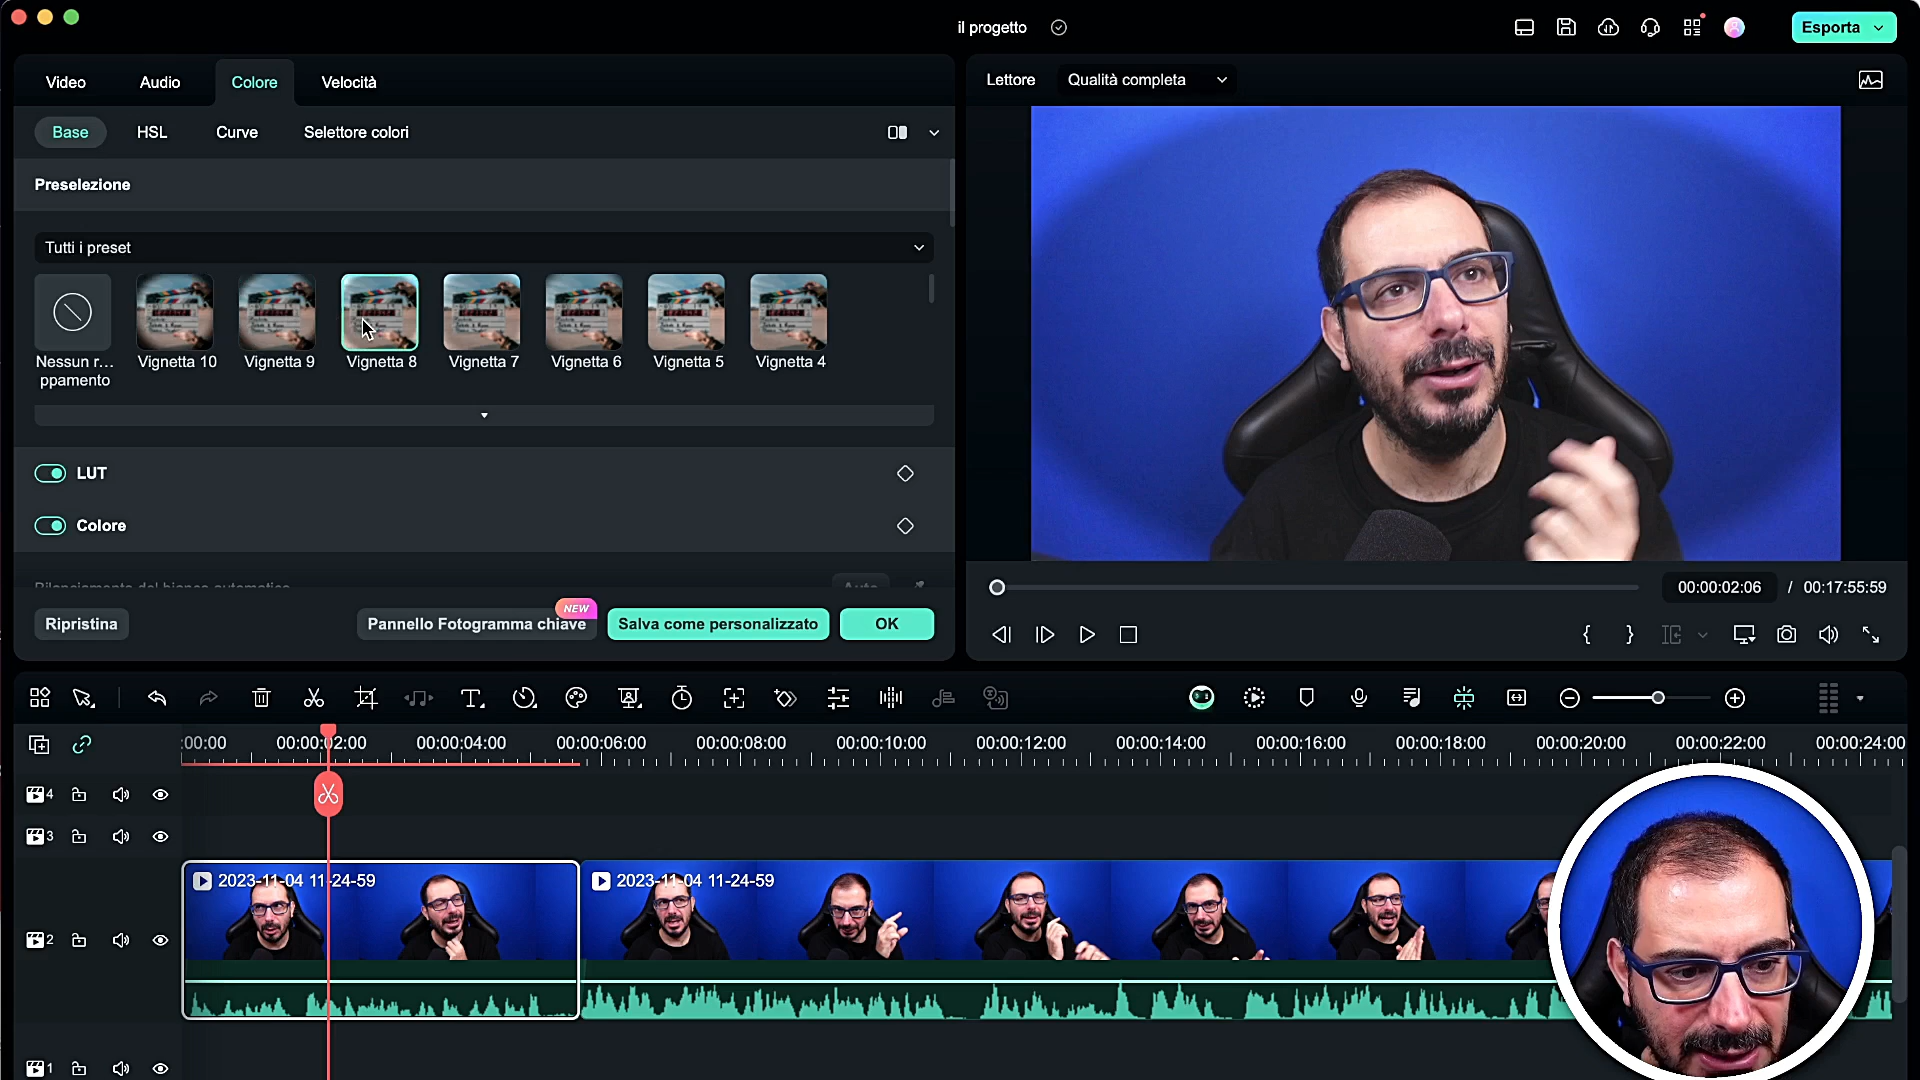 il progetto
Esporta
Video
Audio
Colore
Velocità
Lettore
Qualità completa
Base
HSL
Curve
Selettore colori
Preselezione
Tutti i preset
Nessun r...
ppamento
Vignetta 10
Vignetta 9
Vignetta 8
Vignetta 7
Vignetta 6
Vignetta 5
Vignetta 4
LUT
Colore
Bilanciamento del bianco automatico
Auto
Ripristina
Pannello Fotogramma chiave
NEW
Salva come personalizzato
OK
00:00:02:06 / 00:17:55:59
:00:00
00:00:02:00
00:00:04:00
00:00:06:00
00:00:08:00
00:00:10:00
00:00:12:00
00:00:14:00
00:00:16:00
00:00:18:00
00:00:20:00
00:00:22:00
00:00:24:00
4
3
2023-11-04 11-24-59
2023-11-04 11-24-59
2
1